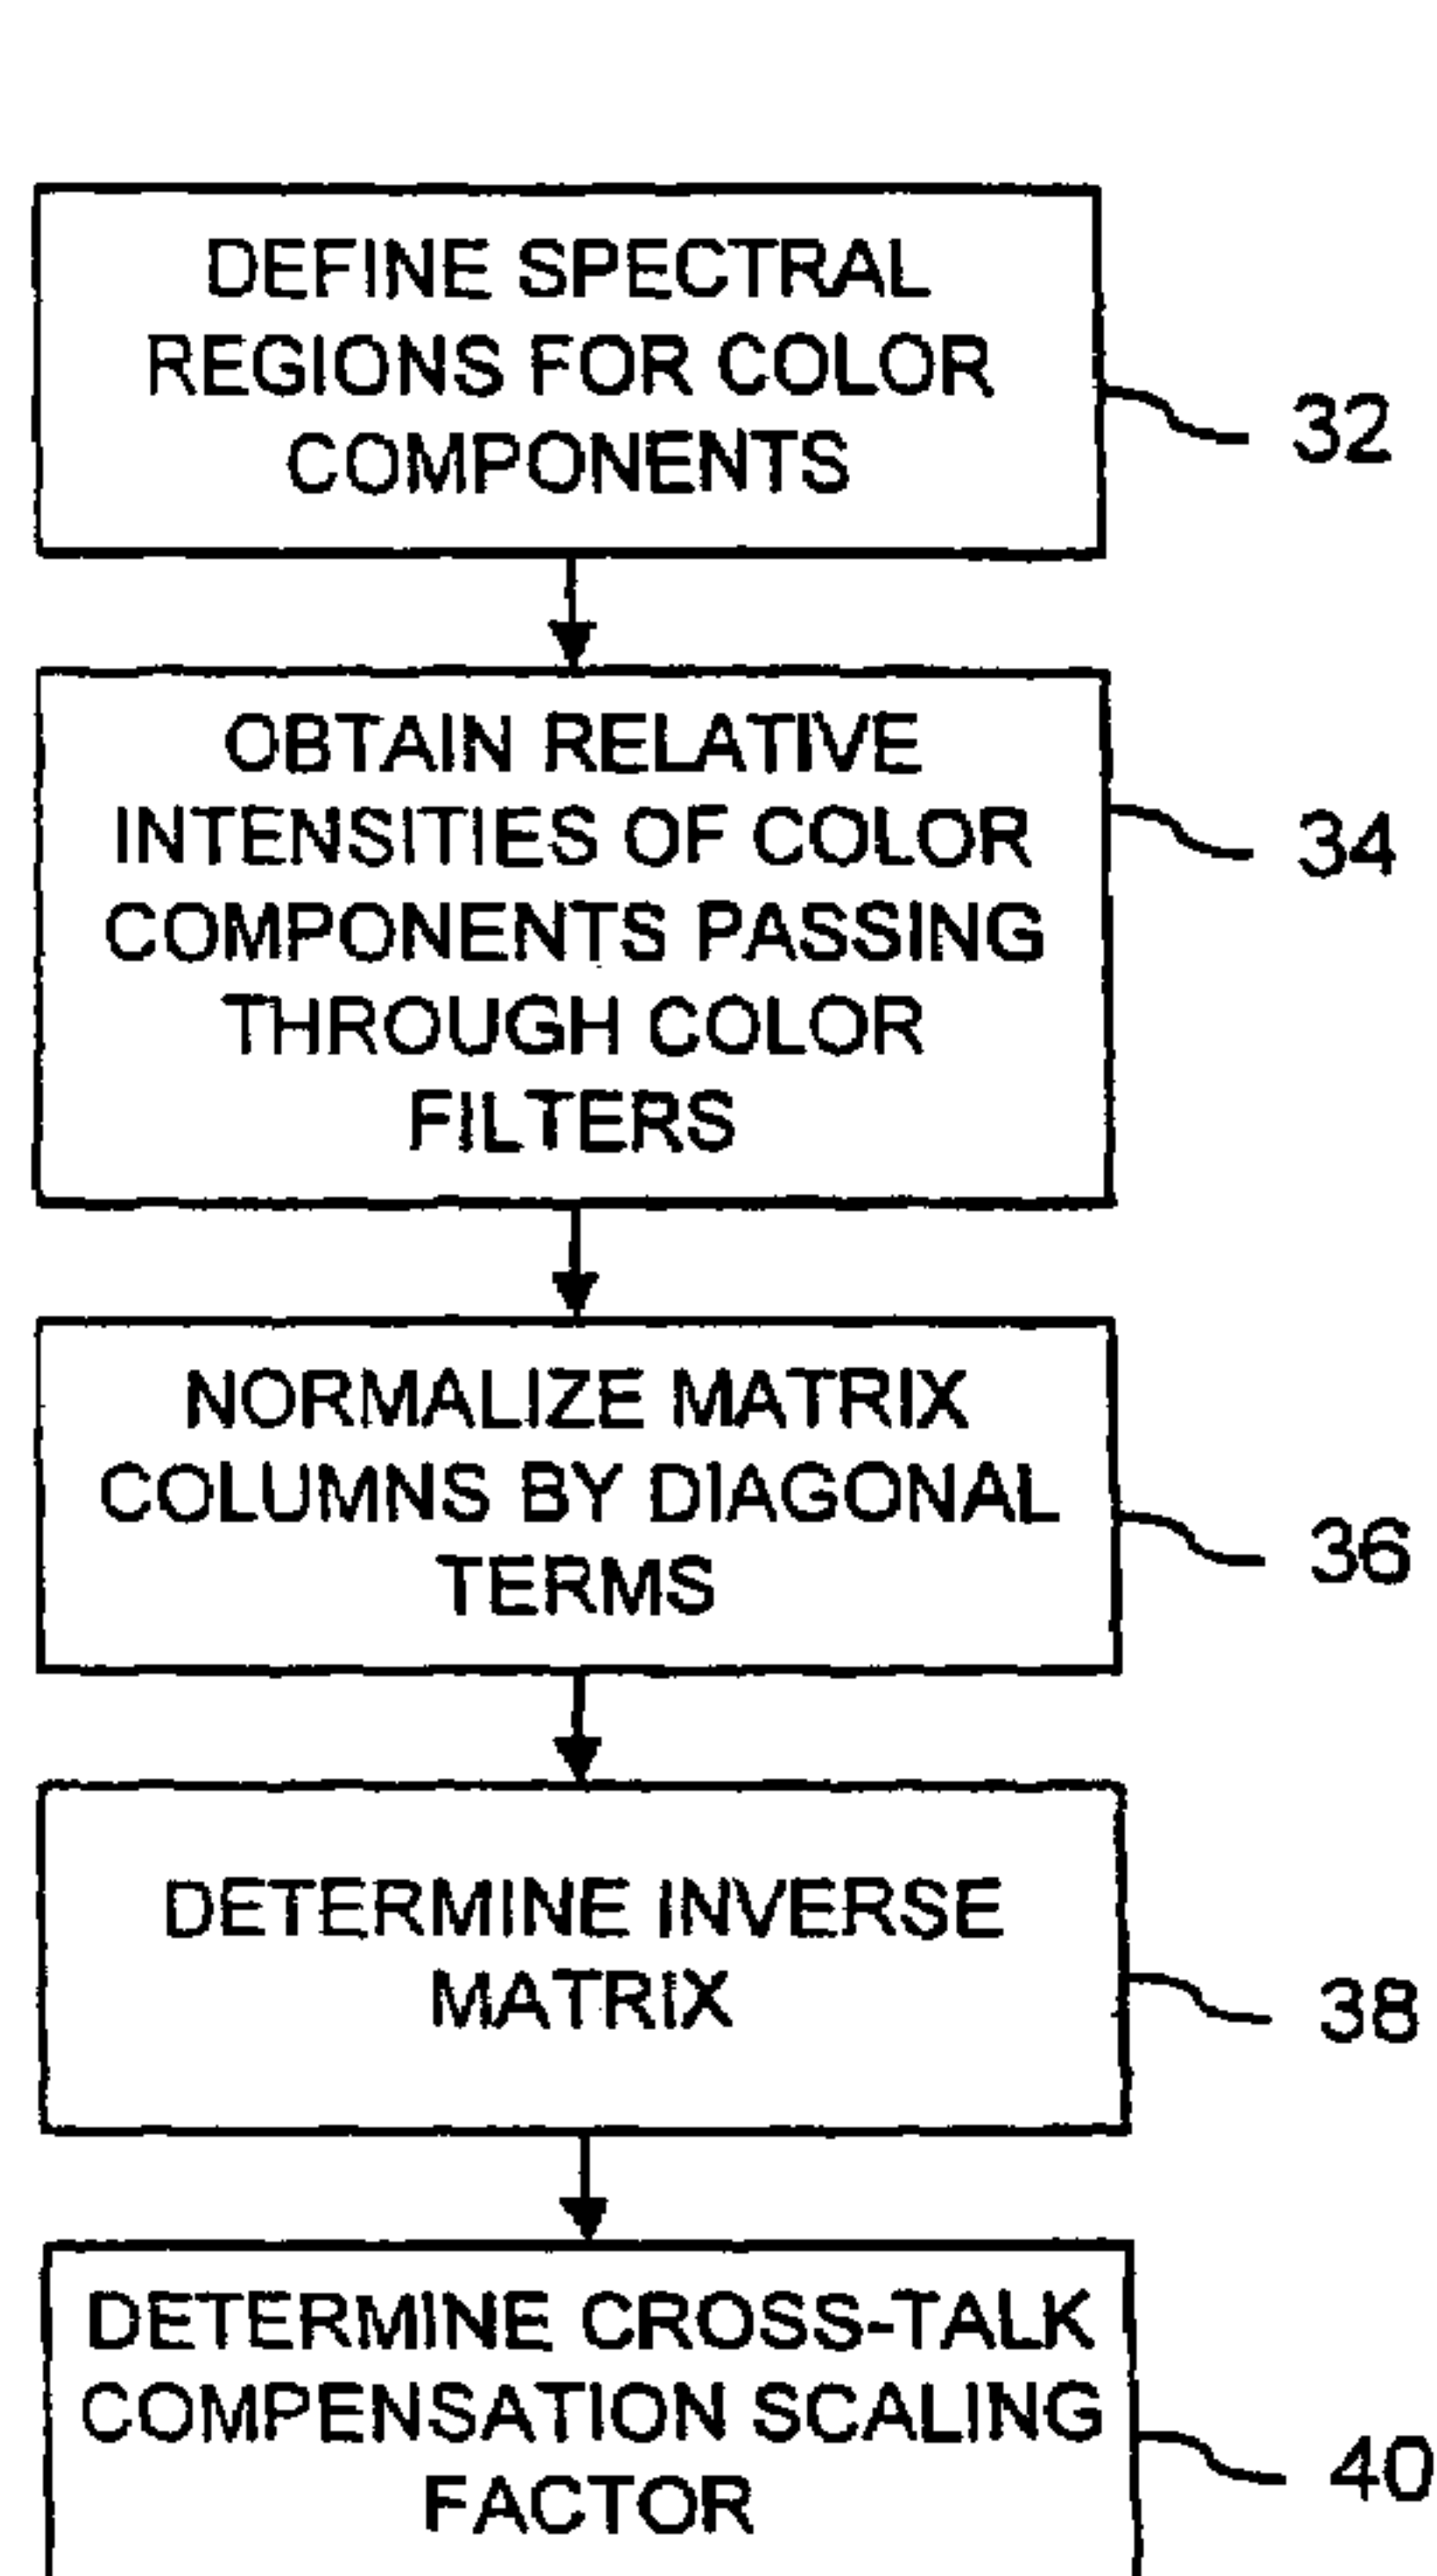 DEFINE SPECTRAL
REGIONS FOR COLOR
COMPONENTS
32
OBTAIN RELATIVE
INTENSITIES OF COLOR
COMPONENTS PASSING
THROUGH COLOR
FILTERS
34
NORMALIZE MATRIX
COLUMNS BY DIAGONAL
TERMS
36
DETERMINE INVERSE
MATRIX
38
DETERMINE CROSS-TALK
COMPENSATION SCALING
FACTOR
40